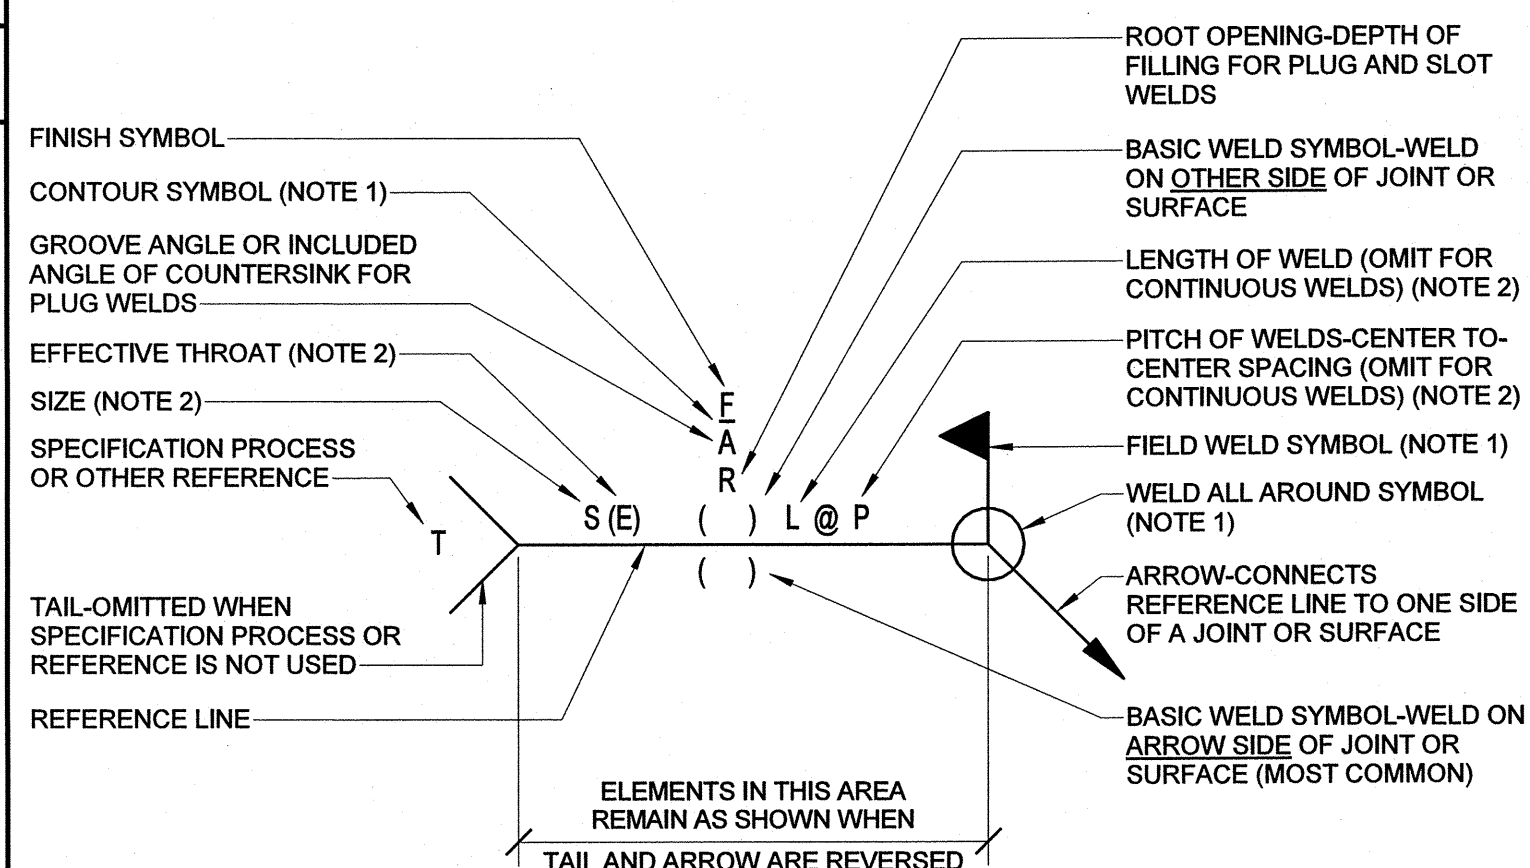 FINISH SYMBOL
CONTOUR SYMBOL (NOTE 1)
GROOVE ANGLE OR INCLUDED
ANGLE OF COUNTERSINK FOR
PLUG WELDS
EFFECTIVE THROAT (NOTE 2)
SIZE (NOTE 2)
SPECIFICATION PROCESS
OR OTHER REFERENCE
TAIL-OMITTED WHEN
SPECIFICATION PROCESS OR
REFERENCE IS NOT USED
REFERENCE LINE
F
A
R
S (E) ( ) L @ P
T
( )
ELEMENTS IN THIS AREA
REMAIN AS SHOWN WHEN
TAIL AND ARROW ARE REVERSED
ROOT OPENING-DEPTH OF
FILLING FOR PLUG AND SLOT
WELDS
BASIC WELD SYMBOL-WELD
ON OTHER SIDE OF JOINT OR
SURFACE
LENGTH OF WELD (OMIT FOR
CONTINUOUS WELDS) (NOTE 2)
PITCH OF WELDS-CENTER TO-
CENTER SPACING (OMIT FOR
CONTINUOUS WELDS) (NOTE 2)
FIELD WELD SYMBOL (NOTE 1)
WELD ALL AROUND SYMBOL
(NOTE 1)
ARROW-CONNECTS
REFERENCE LINE TO ONE SIDE
OF A JOINT OR SURFACE
BASIC WELD SYMBOL-WELD ON
ARROW SIDE OF JOINT OR
SURFACE (MOST COMMON)